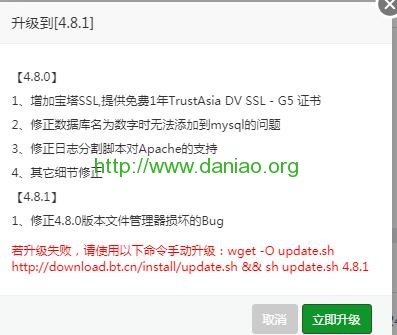 升级到[4.8.1]
【4.8.0】
1、增加宝塔SSL,提供免费1年TrustAsia DV SSL - G5 证书
2、修正数据库名为数字时无法添加到mysql的问题
3、修正日志分割脚本对Apache的支持
4、其它细节修正
http://www.daniao.org
【4.8.1】
1、修正4.8.0版本文件管理器损坏的Bug
若升级失败，请使用以下命令手动升级：wget -O update.sh
http://download.bt.cn/install/update.sh && sh update.sh 4.8.1
取消 立即升级